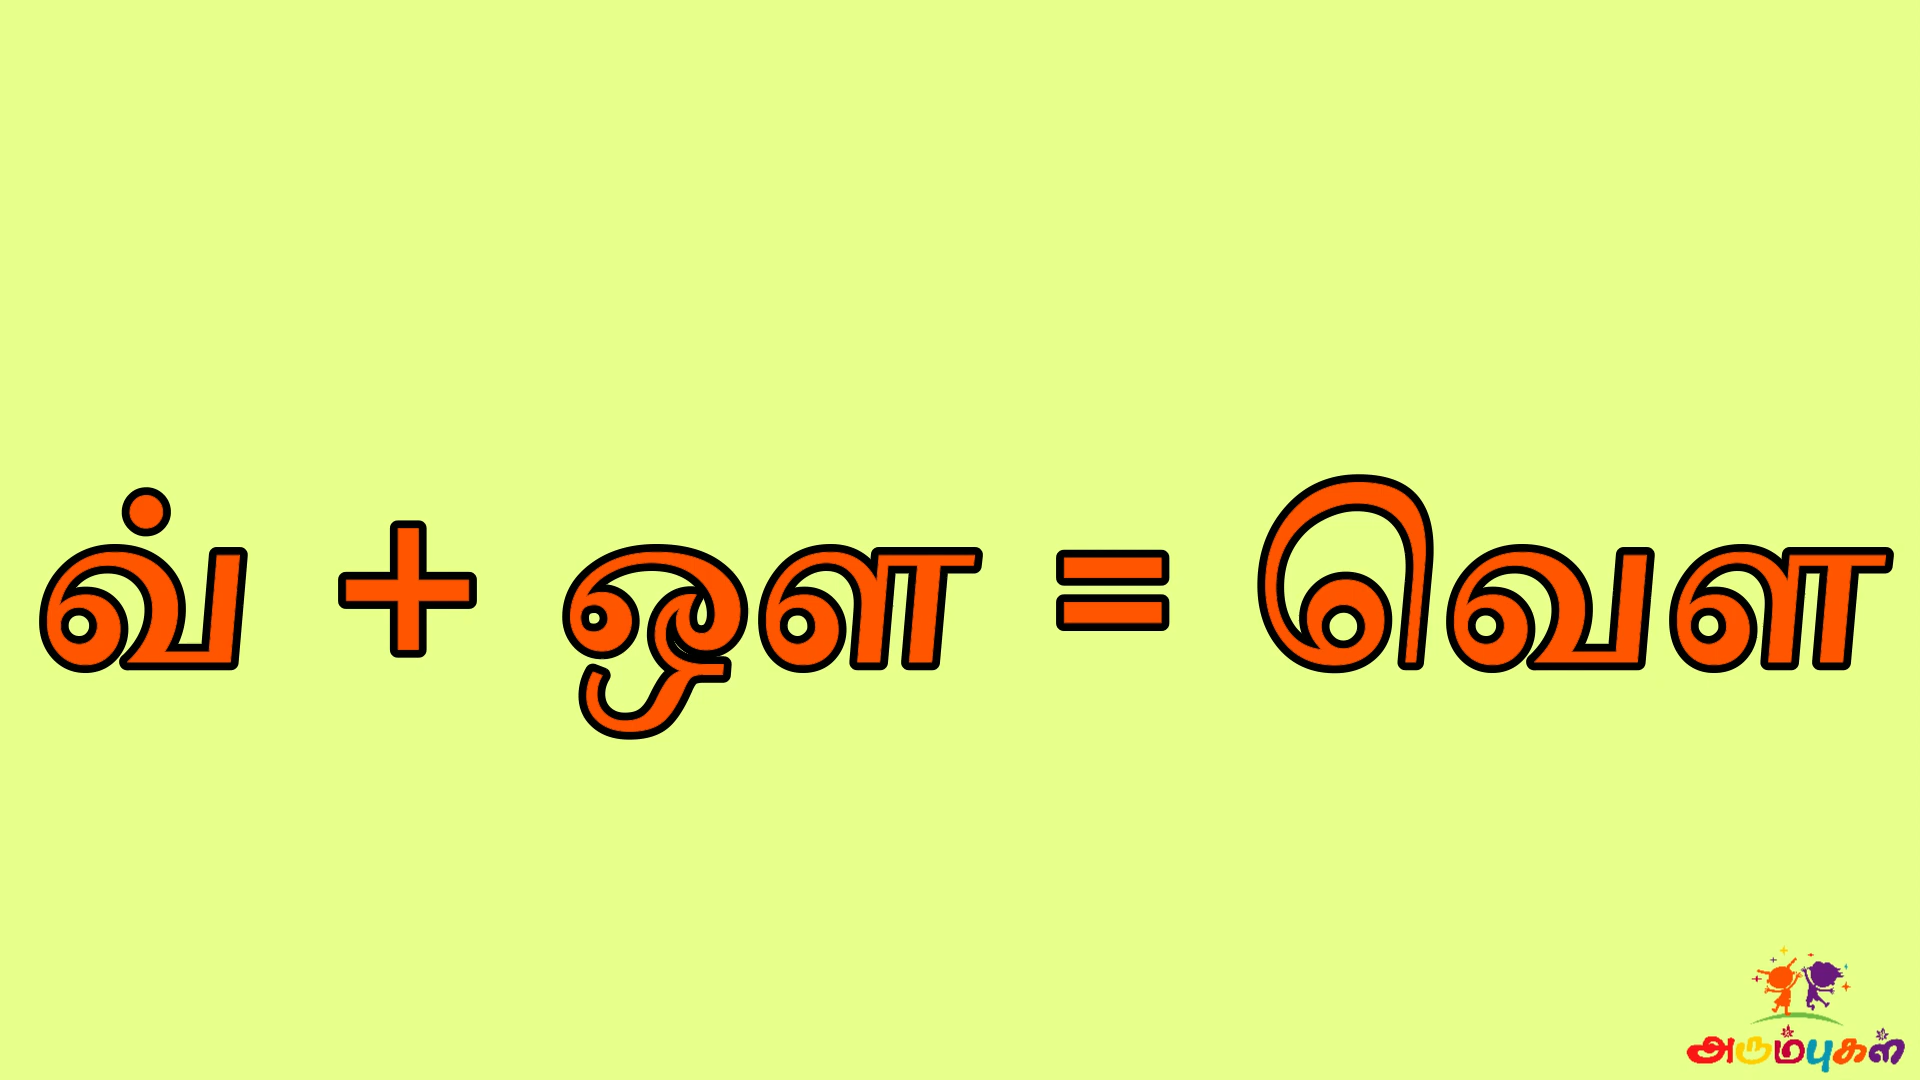 வ் + ஔ = வௌ
அரும்புகள்